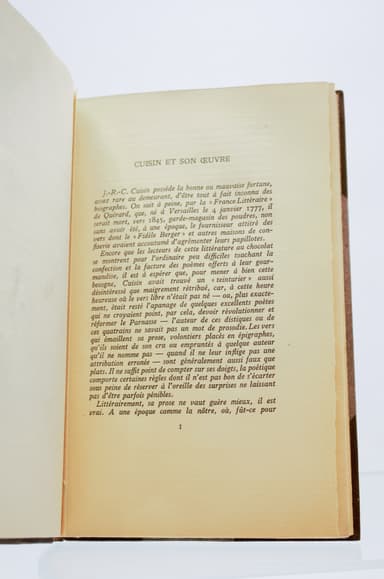 CUISIN ET SON ŒUVRE
J.-R.-C. Cuisin possède la bonne ou mauvaise fortune,
assez rare au demeurant, d'être tout à fait inconnu des
biographes. On sait à peine, par la « France Littéraire »
de Quérard, que, né à Versailles le 4 janvier 1777, il
serait mort, vers 1845, garde-magasin des poudres, non
sans avoir été, à une époque, le fournisseur attitré des
vers dont le « Fidèle Berger » et autres maisons de con-
fiserie avaient accoutumé d'agrémenter leurs papillotes.
Encore que les lecteurs de cette littérature au chocolat
se montrent pour l'ordinaire peu difficiles touchant la
confection et la facture des poèmes offerts à leur gour-
mandise, il est à espérer que, pour mener à bien cette
besogne, Cuisin avait trouvé un « teinturier » aussi
désintéressé que maigrement rétribué, car, à cette heure
heureuse où le vers libre n'était pas né — ou, plus exacte-
ment, était resté l'apanage de quelques excellents poètes
qui ne croyaient point, par cela, devoir révolutionner et
réformer le Parnasse — l'auteur de ces distiques ou de
ces quatrains ne savait pas un mot de prosodie. Les vers
qui émaillent sa prose, volontiers placés en épigraphes,
qu'ils soient de son cru ou empruntés à quelque auteur
qu'il ne nomme pas — quand il ne leur inflige pas une
attribution erronée — sont généralement aussi faux que
plats. Il ne suffit point de compter sur ses doigts, la poétique
comporte certaines règles dont il n'est pas bon de s'écarter
sous peine de réserver à l'oreille des surprises ne laissant
pas d'être parfois pénibles.
Littérairement, sa prose ne vaut guère mieux, il est
vrai. A une époque comme la nôtre, où, fût-ce pour
1